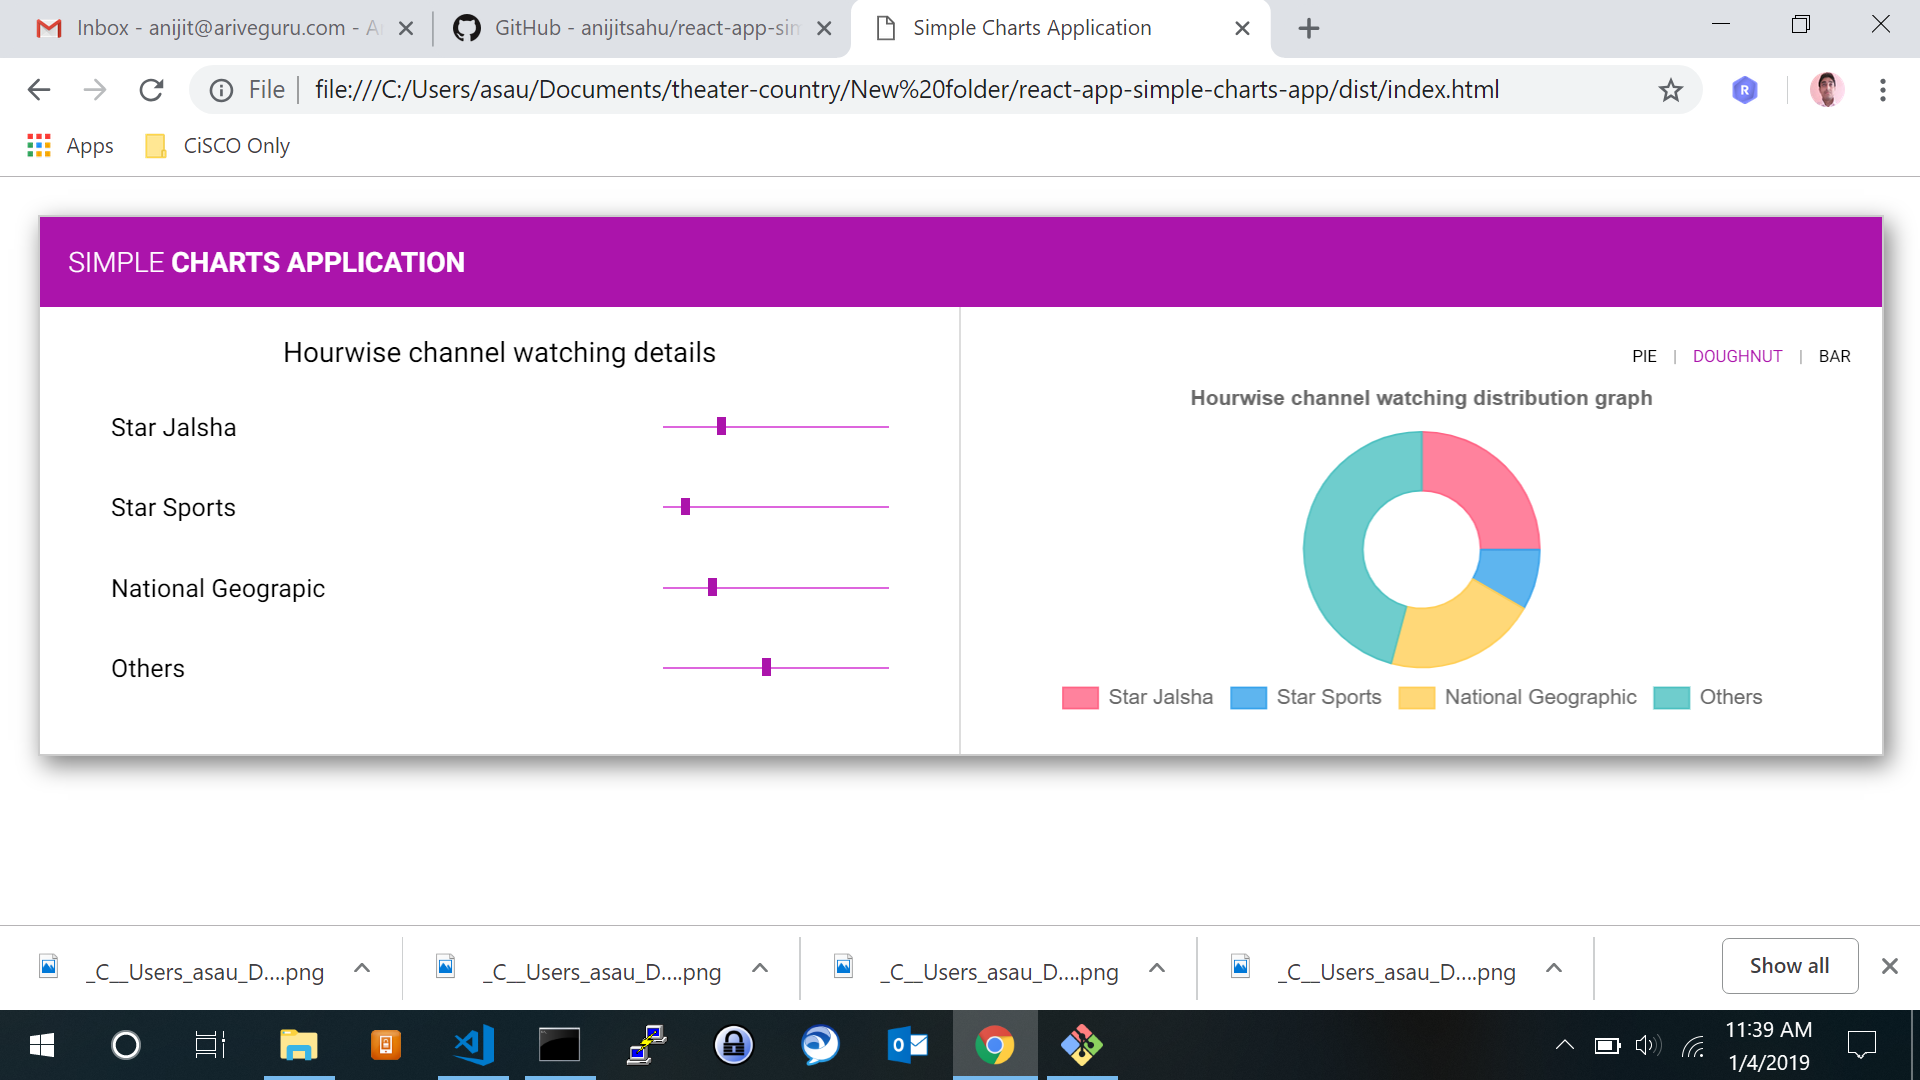 Inbox - anijit@ariveguru.com - A
GitHub - anijitsahu/react-app-sim
Simple Charts Application
File
file:///C:/Users/asau/Documents/theater-country/New%20folder/react-app-simple-charts-app/dist/index.html
R
Apps
CiSCO Only
SIMPLE CHARTS APPLICATION
Hourwise channel watching details
Star Jalsha
Star Sports
National Geograpic
Others
PIE | DOUGHNUT | BAR
Hourwise channel watching distribution graph
Star Jalsha Star Sports National Geographic Others
_C__Users_asau_D....png
_C__Users_asau_D....png
_C__Users_asau_D....png
_C__Users_asau_D....png
Show all
11:39 AM
1/4/2019